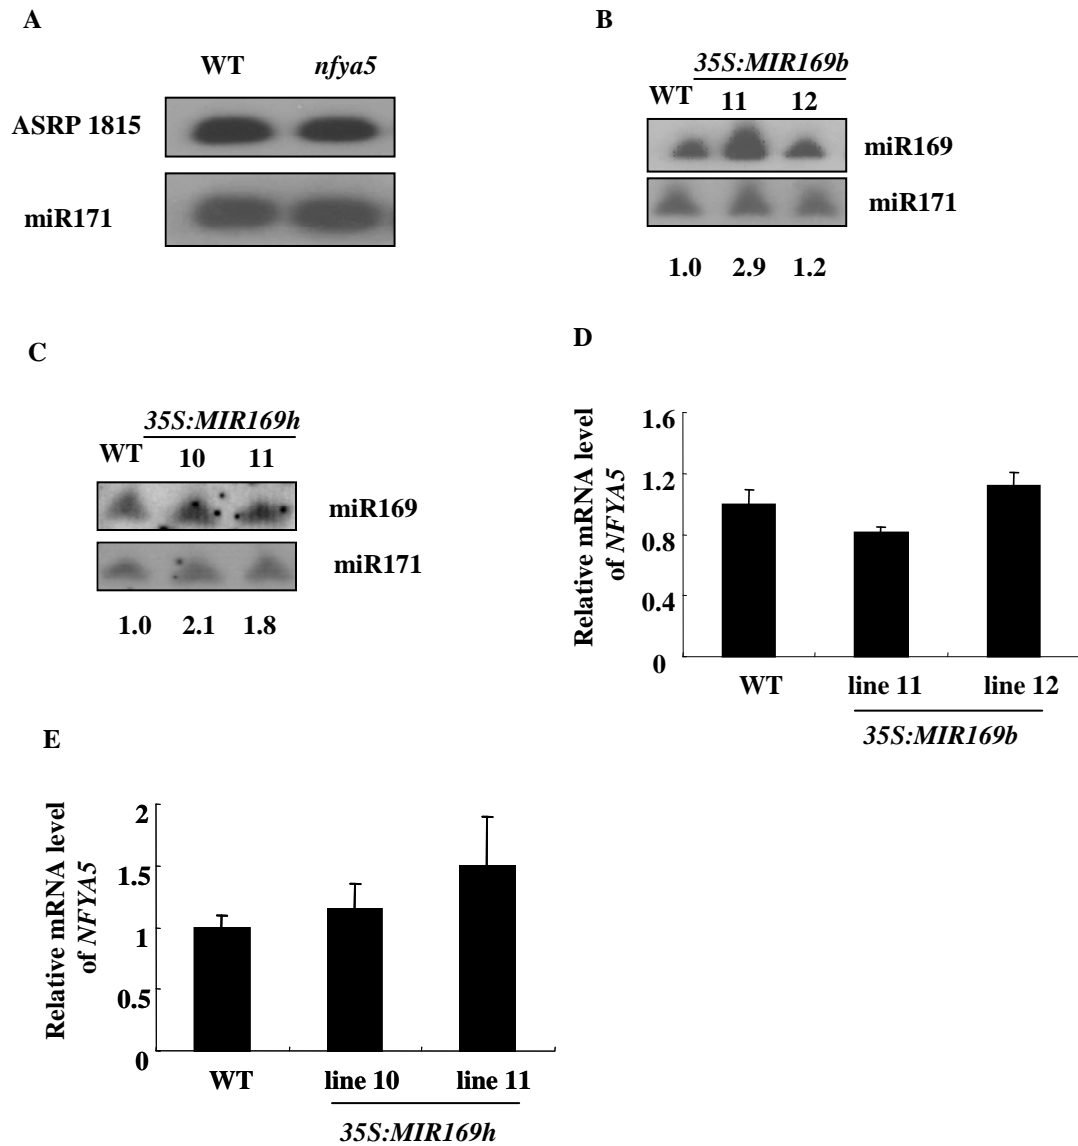 A
WT nfya5
ASRP 1815
miR171
B
35S:MIR169b
WT 11 12
miR169
miR171
1.0 2.9 1.2
C
35S:MIR169h
WT 10 11
miR169
miR171
1.0 2.1 1.8
D
Relative mRNA level
of NFYA5
1.6
1.2
0.8
0.4
0
WT line 11 line 12
35S:MIR169b
E
Relative mRNA level
of NFYA5
2
1.5
1
0.5
0
WT line 10 line 11
35S:MIR169h